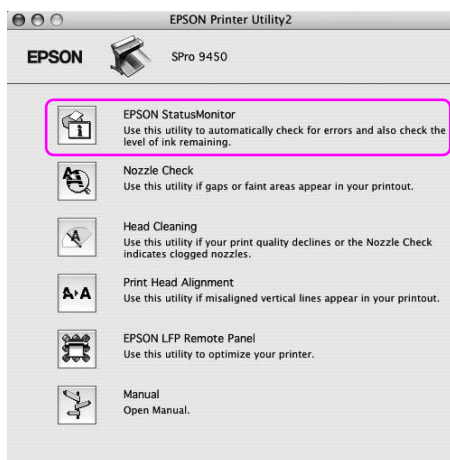 EPSON Printer Utility2
EPSON
SPro 9450
EPSON StatusMonitor
Use this utility to automatically check for errors and also check the
level of ink remaining.
Nozzle Check
Use this utility if gaps or faint areas appear in your printout.
Head Cleaning
Use this utility if your print quality declines or the Nozzle Check
indicates clogged nozzles.
A▸A
Print Head Alignment
Use this utility if misaligned vertical lines appear in your printout.
EPSON LFP Remote Panel
Use this utility to optimize your printer.
Manual
Open Manual.